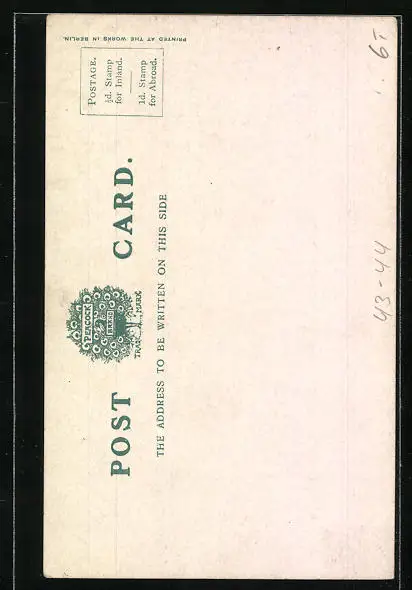 POST CARD.
PEACOCK
BRAND
TRADE MARK
THE ADDRESS TO BE WRITTEN ON THIS SIDE
POSTAGE.
½d. Stamp
for Inland.
1d. Stamp
for Abroad.
PRINTED AT THE WORKS IN BERLIN.
43-44